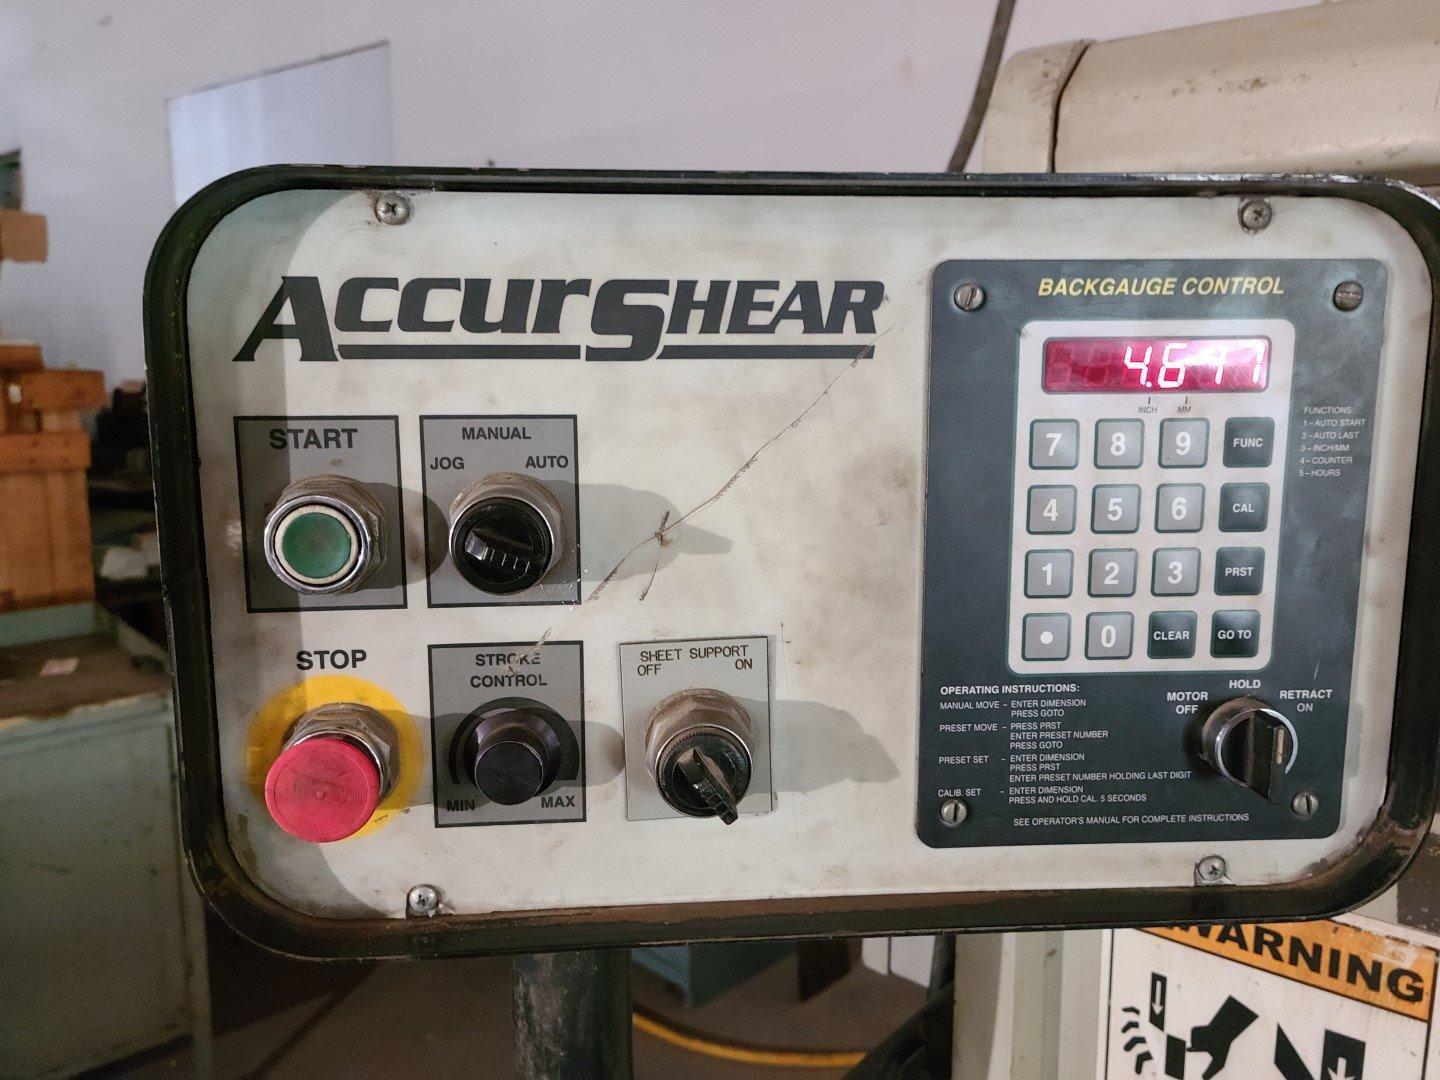 ACCURSHEAR
START
MANUAL
JOG AUTO
STOP
STROKE
CONTROL
MIN MAX
SHEET SUPPORT
OFF ON
BACKGAUGE CONTROL
INCH MM
7 8 9 FUNC
4 5 6 CAL
1 2 3 PRST
. 0 CLEAR GO TO
FUNCTIONS:
1 - AUTO START
2 - AUTO LAST
3 - INCH/MM
4 - COUNTER
5 - HOURS
OPERATING INSTRUCTIONS:
MANUAL MOVE - ENTER DIMENSION
PRESS GOTO
PRESET MOVE - PRESS PRST
ENTER PRESET NUMBER
PRESS GOTO
PRESET SET - ENTER DIMENSION
PRESS PRST
ENTER PRESET NUMBER HOLDING LAST DIGIT
CALIB. SET - ENTER DIMENSION
PRESS AND HOLD CAL. 5 SECONDS
SEE OPERATOR'S MANUAL FOR COMPLETE INSTRUCTIONS
MOTOR
OFF
HOLD
RETRACT
ON
WARNING